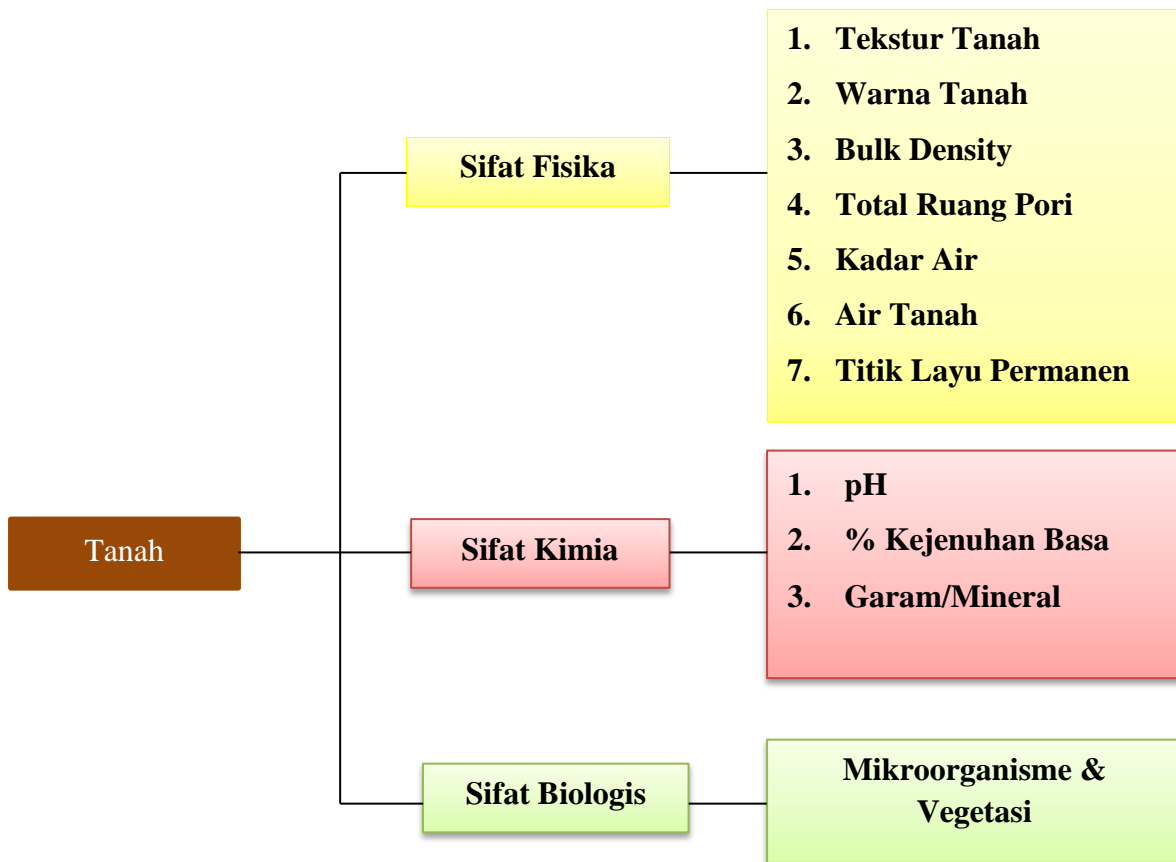 Tanah
Sifat Fisika
1. Tekstur Tanah
2. Warna Tanah
3. Bulk Density
4. Total Ruang Pori
5. Kadar Air
6. Air Tanah
7. Titik Layu Permanen
Sifat Kimia
1. pH
2. % Kejenuhan Basa
3. Garam/Mineral
Sifat Biologis
Mikroorganisme &
Vegetasi